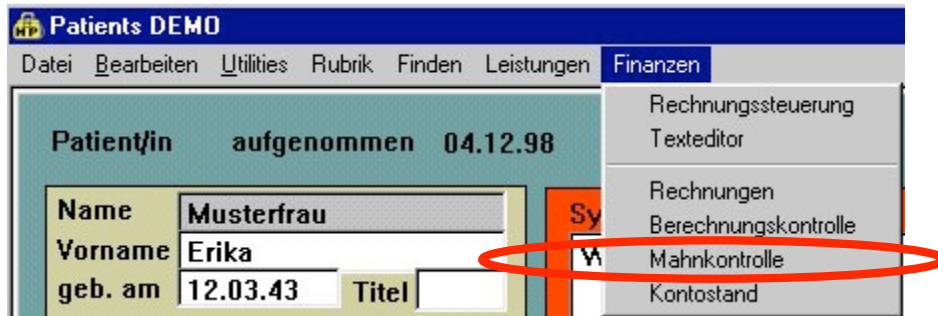 Patients DEMO
Datei Bearbeiten Utilities Rubrik Finden Leistungen Finanzen
Rechnungssteuerung
Texteditor
Rechnungen
Berechnungskontrolle
Mahnkontrolle
Kontostand
Patient/in aufgenommen 04.12.98
Name Musterfrau
Vorname Erika
geb. am 12.03.43 Titel
Sy
W